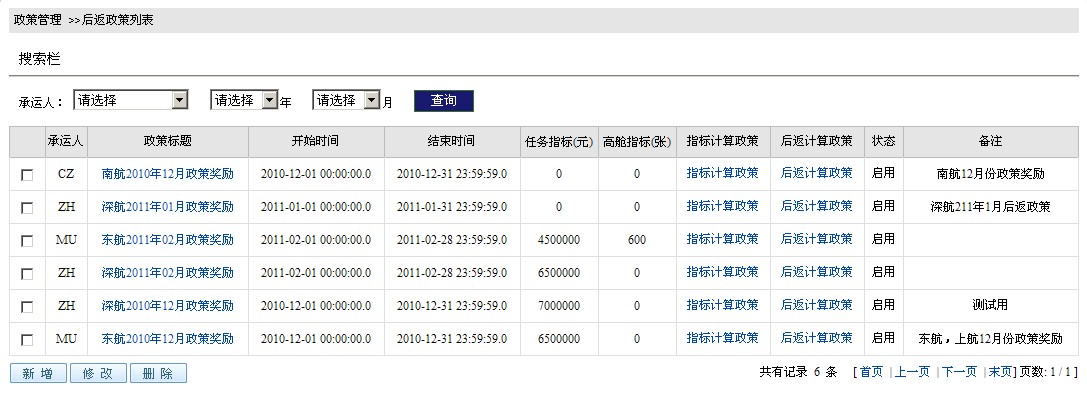 政策管理 >>后返政策列表
搜索栏
承运人： 请选择 请选择 年 请选择 月 查询
承运人 政策标题 开始时间 结束时间 任务指标(元) 高舱指标(张) 指标计算政策 后返计算政策 状态 备注
CZ 南航2010年12月政策奖励 2010-12-01 00:00:00.0 2010-12-31 23:59:59.0 0 0 指标计算政策 后返计算政策 启用 南航12月份政策奖励
ZH 深航2011年01月政策奖励 2011-01-01 00:00:00.0 2011-01-31 23:59:59.0 0 0 指标计算政策 后返计算政策 启用 深航211年1月后返政策
MU 东航2011年02月政策奖励 2011-02-01 00:00:00.0 2011-02-28 23:59:59.0 4500000 600 指标计算政策 后返计算政策 启用
ZH 深航2011年02月政策奖励 2011-02-01 00:00:00.0 2011-02-28 23:59:59.0 6500000 0 指标计算政策 后返计算政策 启用
ZH 深航2010年12月政策奖励 2010-12-01 00:00:00.0 2010-12-31 23:59:59.0 7000000 0 指标计算政策 后返计算政策 启用 测试用
MU 东航2010年12月政策奖励 2010-12-01 00:00:00.0 2010-12-31 23:59:59.0 6500000 0 指标计算政策 后返计算政策 启用 东航，上航12月份政策奖励
新 增 修 改 删 除 共有记录 6 条 [ 首页 | 上一页 | 下一页 | 末页] 页数: 1 / 1 ]